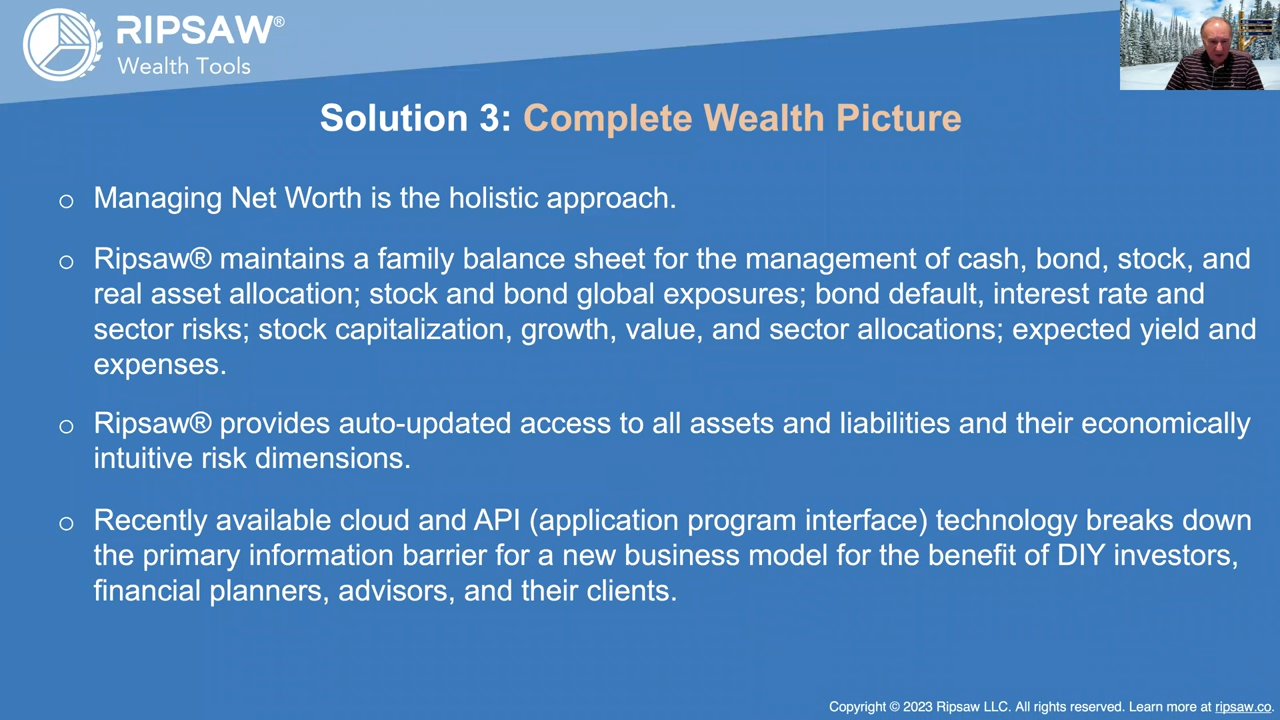 RIPSAW®
Wealth Tools
Solution 3: Complete Wealth Picture
o Managing Net Worth is the holistic approach.
o Ripsaw® maintains a family balance sheet for the management of cash, bond, stock, and
real asset allocation; stock and bond global exposures; bond default, interest rate and
sector risks; stock capitalization, growth, value, and sector allocations; expected yield and
expenses.
o Ripsaw® provides auto-updated access to all assets and liabilities and their economically
intuitive risk dimensions.
o Recently available cloud and API (application program interface) technology breaks down
the primary information barrier for a new business model for the benefit of DIY investors,
financial planners, advisors, and their clients.
Copyright © 2023 Ripsaw LLC. All rights reserved. Learn more at ripsaw.co.